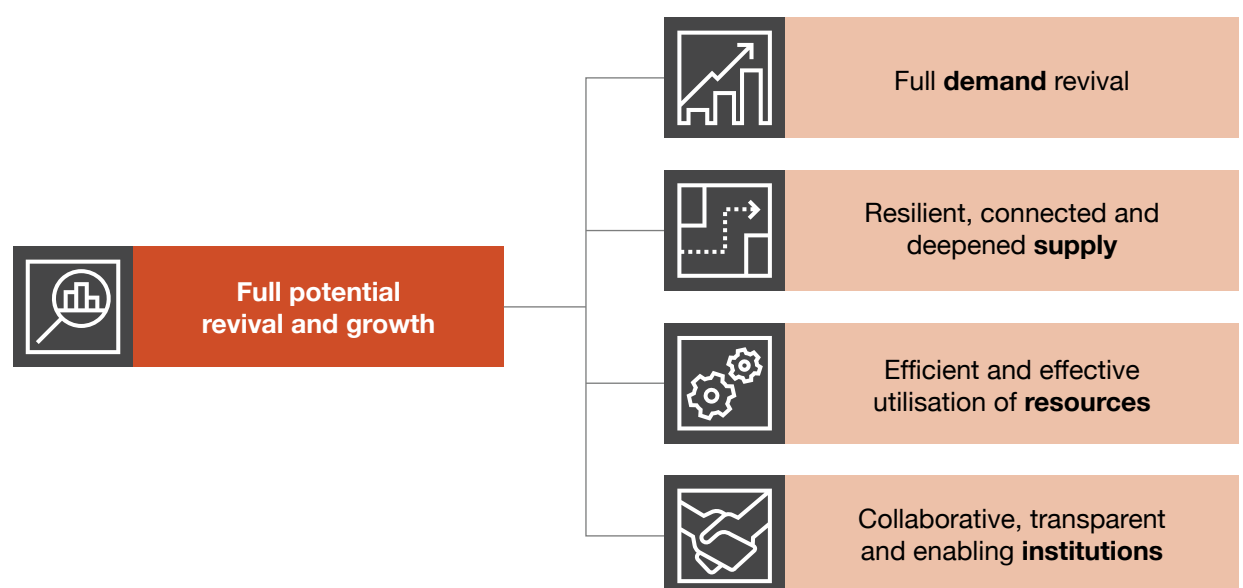 Full demand revival
Resilient, connected and
deepened supply
Full potential
revival and growth
Efficient and effective
utilisation of resources
Collaborative, transparent
and enabling institutions